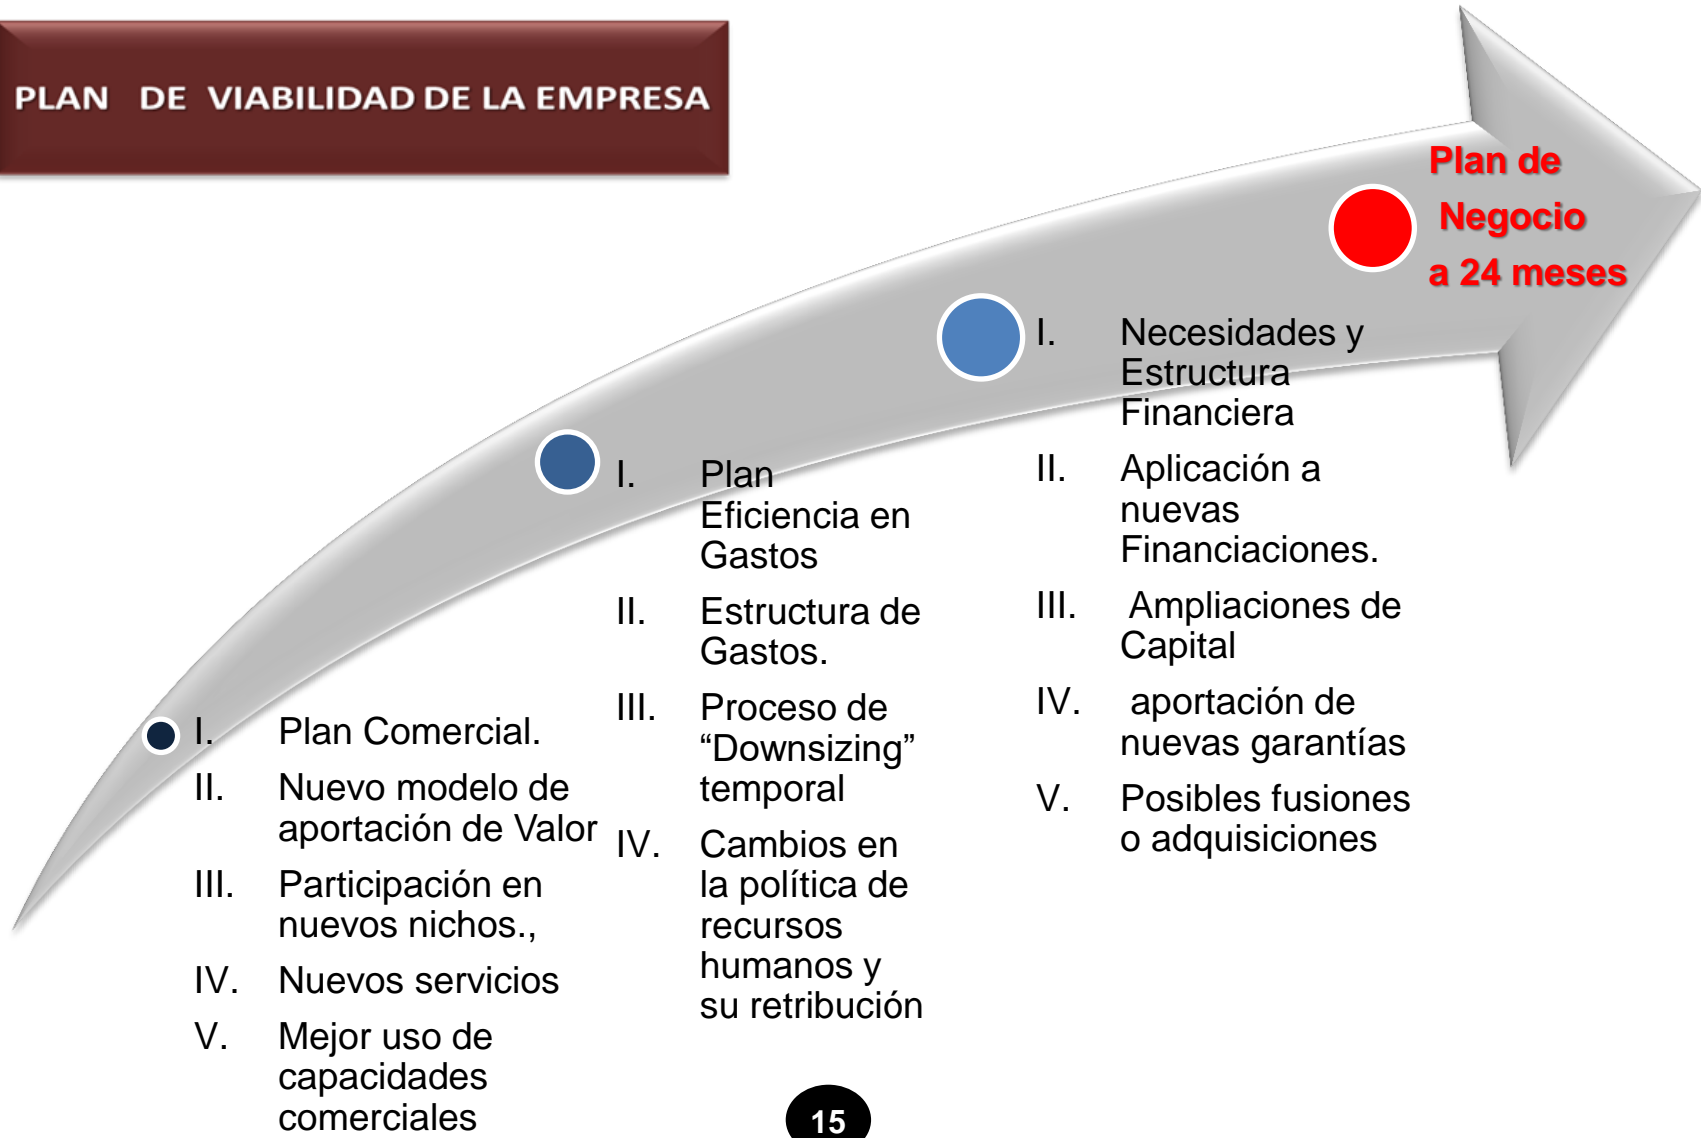 PLAN DE VIABILIDAD DE LA EMPRESA
Plan de
Negocio
a 24 meses
I. Plan Comercial.
II. Nuevo modelo de
aportación de Valor
III. Participación en
nuevos nichos.,
IV. Nuevos servicios
V. Mejor uso de
capacidades
comerciales
I. Plan
Eficiencia en
Gastos
II. Estructura de
Gastos.
III. Proceso de
“Downsizing”
temporal
IV. Cambios en
la política de
recursos
humanos y
su retribución
I. Necesidades y
Estructura
Financiera
II. Aplicación a
nuevas
Financiaciones.
III. Ampliaciones de
Capital
IV. aportación de
nuevas garantías
V. Posibles fusiones
o adquisiciones
15